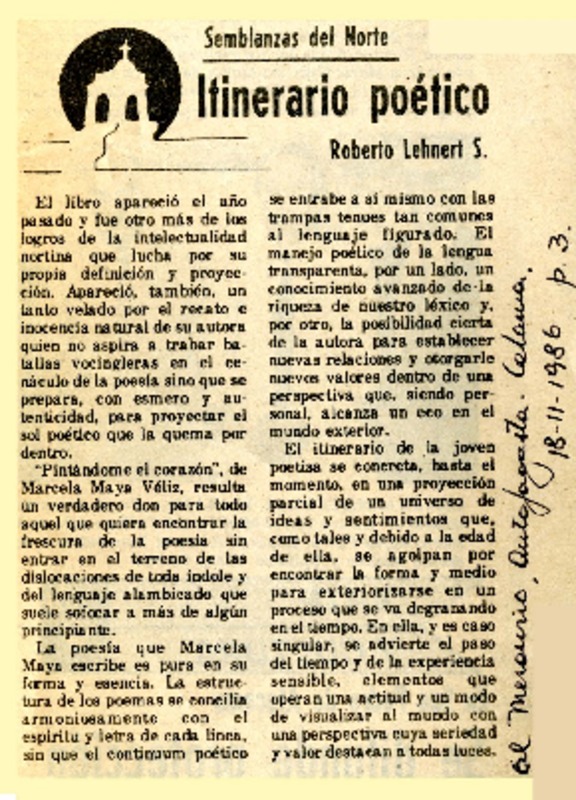 Semblanzas del Norte
Itinerario poético
Roberto Lehnert S.
El libro apareció el año
pasado y fue otro más de los
logros de la intelectualidad
nortina que lucha por su
propia definición y proyec-
ción. Apareció, también, un
tanto velado por el recato e
inocencia natural de su autora
quien no aspira a trabar ba-
tallas vocingleras en el ce-
náculo de la poesía sino que se
prepara, con esmero y au-
tenticidad, para proyectar el
sol poético que la quema por
dentro.
"Pintándome el corazón", de
Marcela Maya Véliz, resulta
un verdadero don para todo
aquel que quiera encontrar la
frescura de la poesía sin
entrar en el terreno de las
dislocaciones de toda índole y
del lenguaje alambicado que
suele sofocar a más de algún
principiante.
La poesía que Marcela
Maya escribe es pura en su
forma y esencia. La estruc-
tura de los poemas se concilia
armoniosamente con el
espíritu y letra de cada línea,
sin que el continuum poético
se entrabe a sí mismo con las
trampas tenues tan comunes
al lenguaje figurado. El
manejo poético de la lengua
transparenta, por un lado, un
conocimiento avanzado de la
riqueza de nuestro léxico y,
por otro, la posibilidad cierta
de la autora para establecer
nuevas relaciones y otorgarle
nuevos valores dentro de una
perspectiva que, siendo per-
sonal, alcanza un eco en el
mundo exterior.
El itinerario de la joven
poetisa se concreta, hasta el
momento, en una proyección
parcial de un universo de
ideas y sentimientos que,
como tales y debido a la edad
de ella, se agolpan por
encontrar la forma y medio
para exteriorizarse en un
proceso que se va degranando
en el tiempo. En ella, y es caso
singular, se advierte el paso
del tiempo y de la experiencia
sensible, elementos que
operan una actitud y un modo
de visualizar al mundo con
una perspectiva cuya seriedad
y valor destacan a todas luces.
El Mercurio, Antofagasta.
18-11-1986 p. 3.